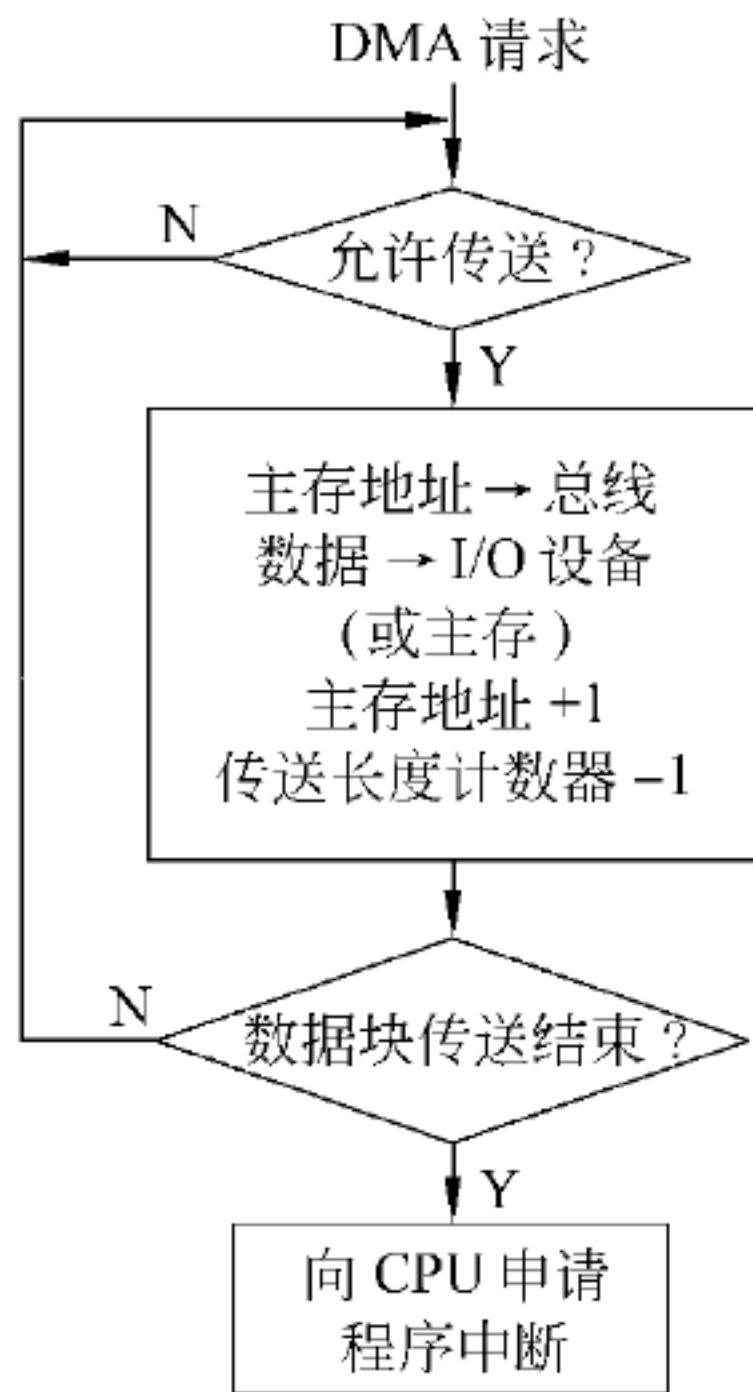 DMA 请求
N
允许传送？
Y
主存地址→总线
数据→I/O 设备
(或主存)
主存地址 +1
传送长度计数器 –1
N
数据块传送结束？
Y
向 CPU 申请
程序中断